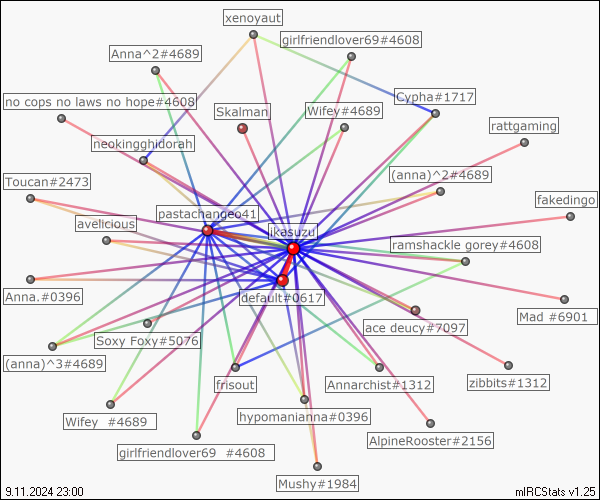 xenoyaut
girlfriendlover69#4608
Anna^2#4689
no cops no laws no hope#4608
Skalman
Wifey#4689
Cypha#1717
rattgaming
neokingghidorah
Toucan#2473
(anna)^2#4689
pastachangeo41
fakedingo
avelicious
ikasuzu
ramshackle gorey#4608
Anna.#0396
default#0617
Mad #6901
ace deucy#7097
Soxy Foxy#5076
(anna)^3#4689
frisout
Annarchist#1312
zibbits#1312
Wifey #4689
hypomanianna#0396
AlpineRooster#2156
girlfriendlover69 #4608
Mushy#1984
9.11.2024 23:00
mIRCStats v1.25